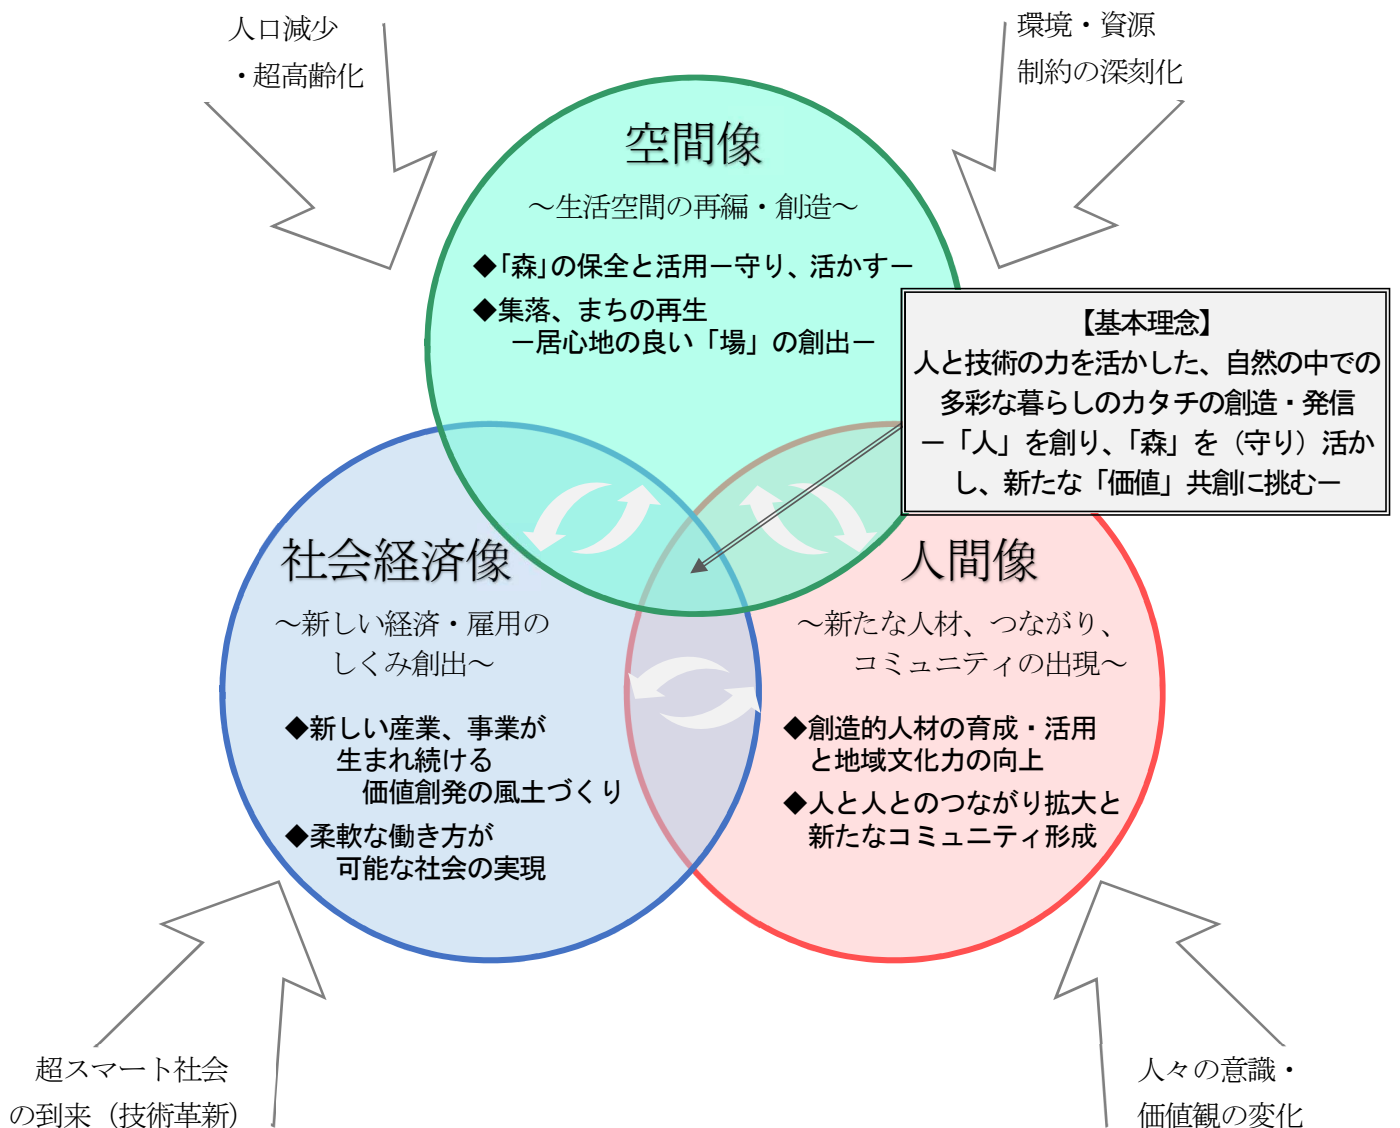 人口減少
・超高齢化
環境・資源
制約の深刻化
空間像
～生活空間の再編・創造～
◆「森」の保全と活用－守り、活かす－
◆集落、まちの再生
－居心地の良い「場」の創出－
【基本理念】
人と技術の力を活かした、自然の中での
多彩な暮らしのカタチの創造・発信
－「人」を創り、「森」を（守り）活か
し、新たな「価値」共創に挑む－
社会経済像
～新しい経済・雇用の
しくみ創出～
◆新しい産業、事業が
生まれ続ける
価値創発の風土づくり
◆柔軟な働き方が
可能な社会の実現
人間像
～新たな人材、つながり、
コミュニティの出現～
◆創造的人材の育成・活用
と地域文化力の向上
◆人と人とのつながり拡大と
新たなコミュニティ形成
超スマート社会
の到来（技術革新）
人々の意識・
価値観の変化